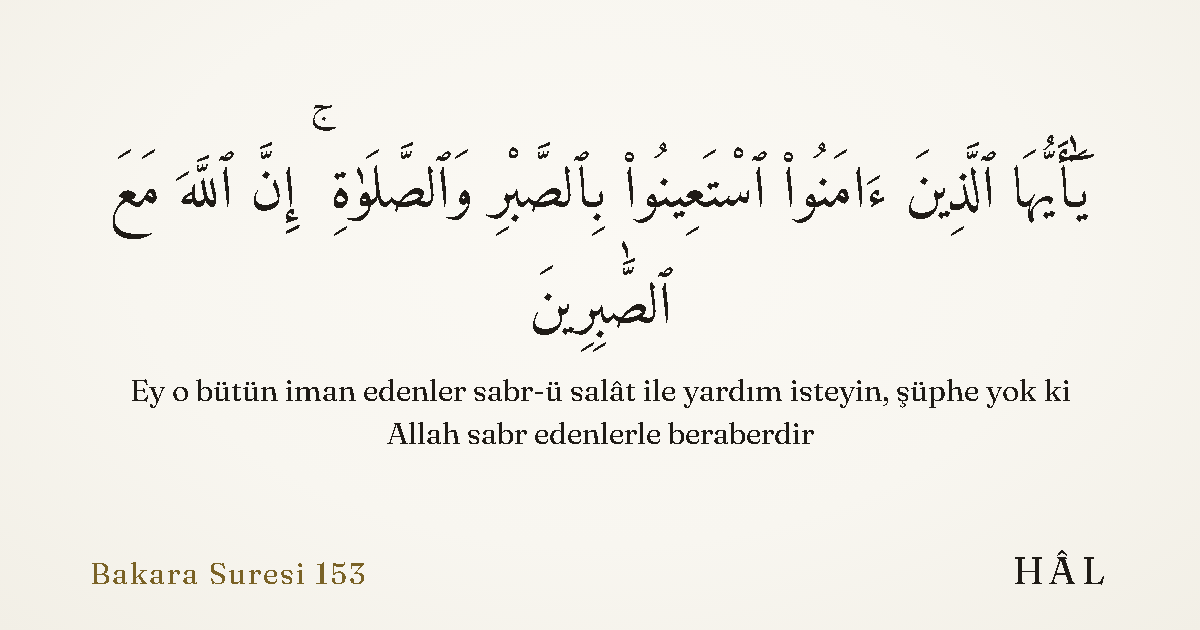 يَٰٓأَيُّهَا ٱلَّذِينَ ءَامَنُوا۟ ٱسْتَعِينُوا۟ بِٱلصَّبْرِ وَٱلصَّلَوٰةِ ۚ إِنَّ ٱللَّهَ مَعَ
ٱلصَّٰبِرِينَ
Ey o bütün iman edenler sabr-ü salât ile yardım isteyin, şüphe yok ki
Allah sabr edenlerle beraberdir
Bakara Suresi 153
HÂL